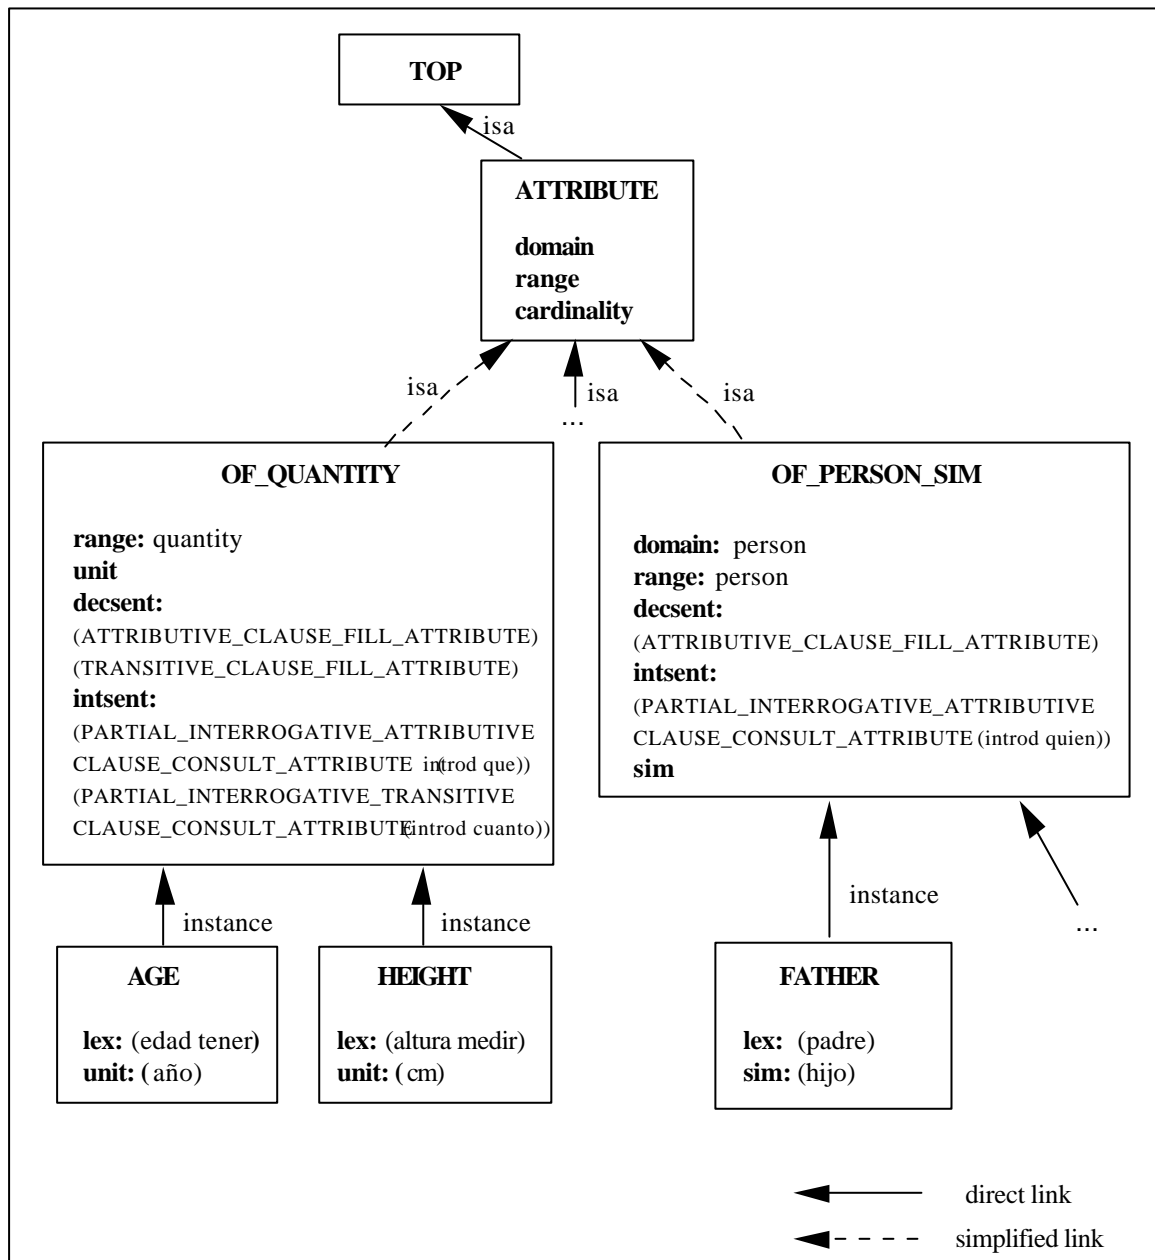 TOP
isa
ATTRIBUTE
domain
range
cardinality
isa
isa
isa
...
OF_QUANTITY
range: quantity
unit
decsent:
(ATTRIBUTIVE_CLAUSE_FILL_ATTRIBUTE)
(TRANSITIVE_CLAUSE_FILL_ATTRIBUTE)
intsent:
(PARTIAL_INTERROGATIVE_ATTRIBUTIVE
CLAUSE_CONSULT_ATTRIBUTE (introd que))
(PARTIAL_INTERROGATIVE_TRANSITIVE
CLAUSE_CONSULT_ATTRIBUTE (introd cuanto))
OF_PERSON_SIM
domain: person
range: person
decsent:
(ATTRIBUTIVE_CLAUSE_FILL_ATTRIBUTE)
intsent:
(PARTIAL_INTERROGATIVE_ATTRIBUTIVE
CLAUSE_CONSULT_ATTRIBUTE (introd quien))
sim
instance
instance
instance
...
AGE
lex: (edad tener)
unit: (año)
HEIGHT
lex: (altura medir)
unit: (cm)
FATHER
lex: (padre)
sim: (hijo)
direct link
simplified link